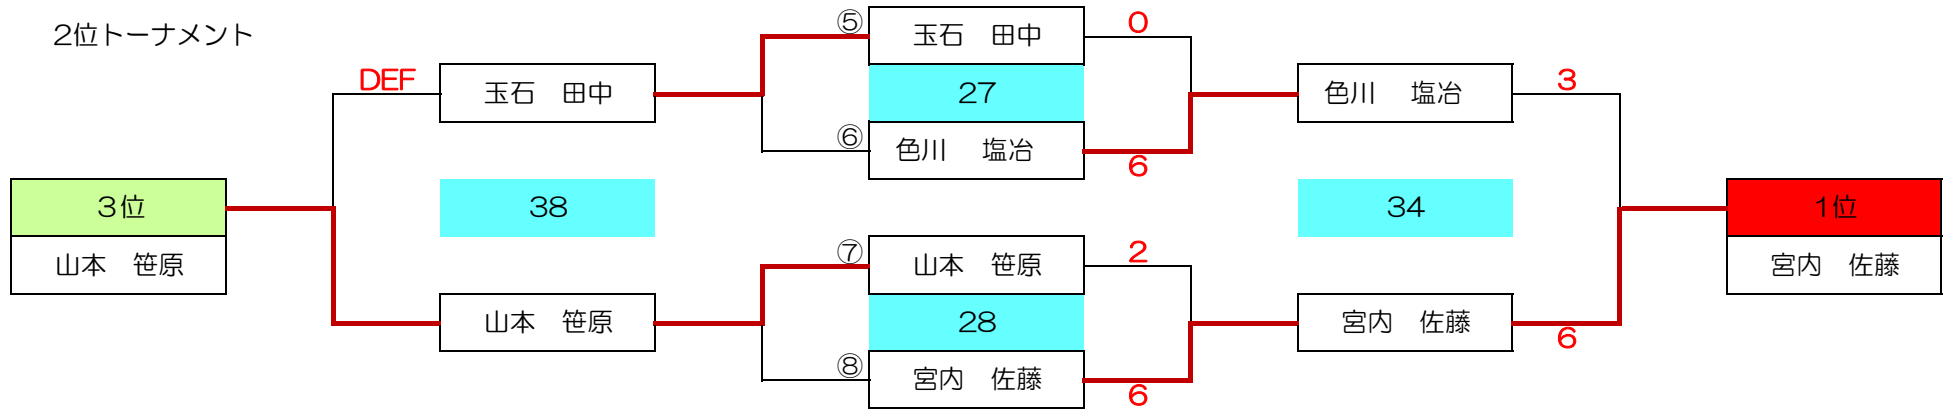 2位トーナメント
⑤
玉石　田中
0
DEF
玉石　田中
27
色川　塩冶
3
⑥
色川　塩冶
6
3位
38
34
1位
山本　笹原
⑦
山本　笹原
2
宮内　佐藤
山本　笹原
28
宮内　佐藤
6
⑧
宮内　佐藤
6